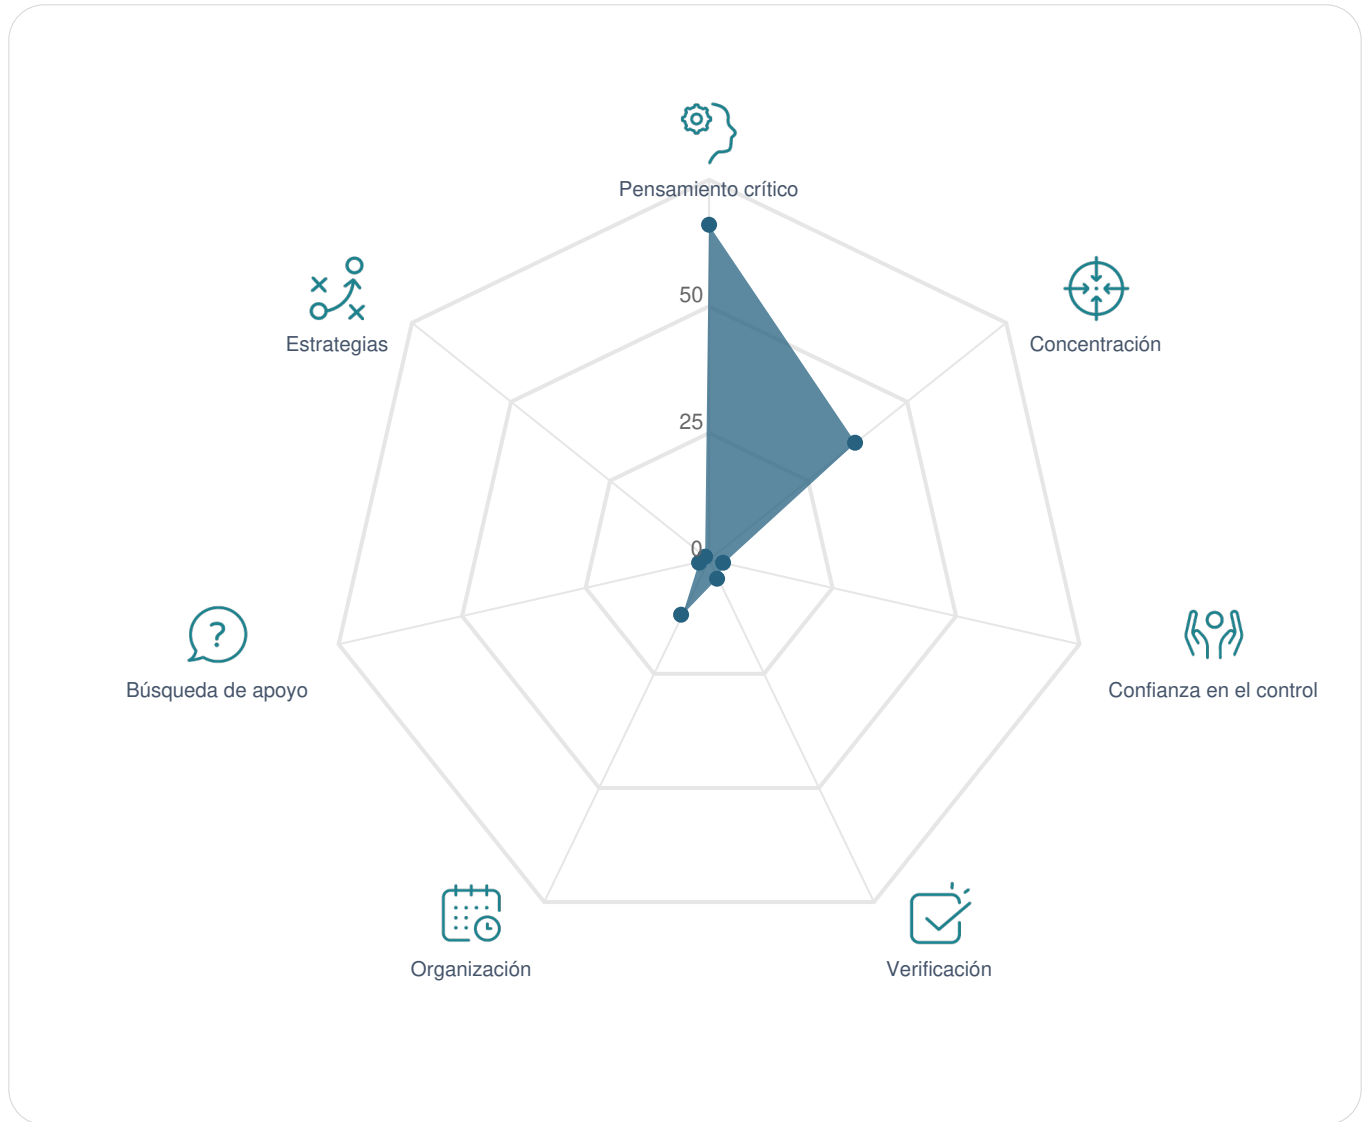 Pensamiento crítico
50
25
0
Estrategias
Concentración
Búsqueda de apoyo
Confianza en el control
Organización
Verificación
?